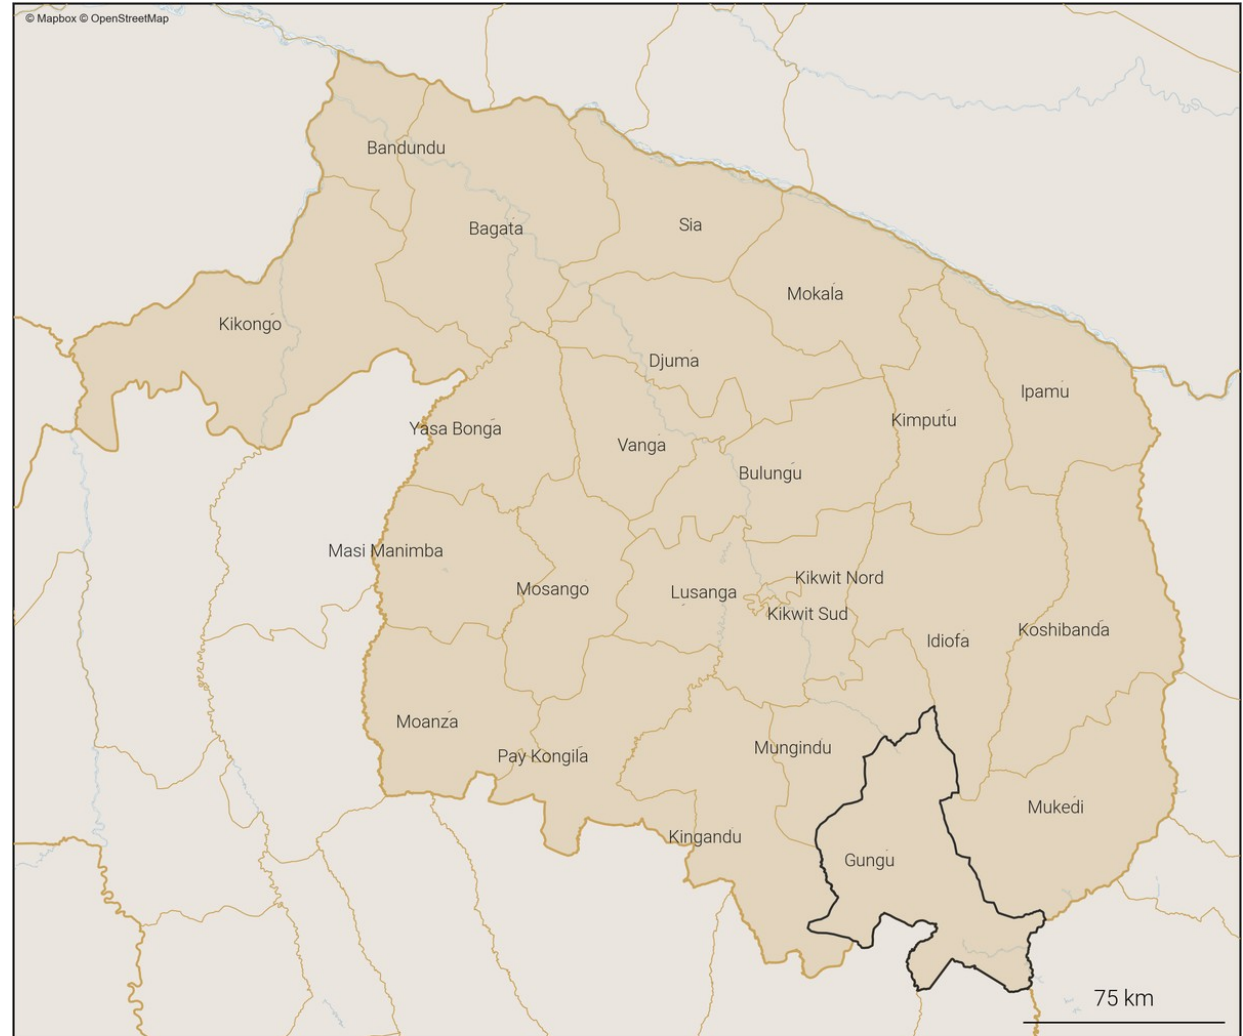 © Mapbox © OpenStreetMap
Bandundu
Bagata
Sia
Mokala
Kikongo
Djuma
Ipamu
Kimputu
Yasa Bonga
Vanga
Bulungu
Masi Manimba
Kikwit Nord
Mosango
Lusanga
Kikwit Sud
Koshibanda
Idiofa
Moanza
Mungindu
Pay Kongila
Mukedi
Kingandu
Gungu
75 km